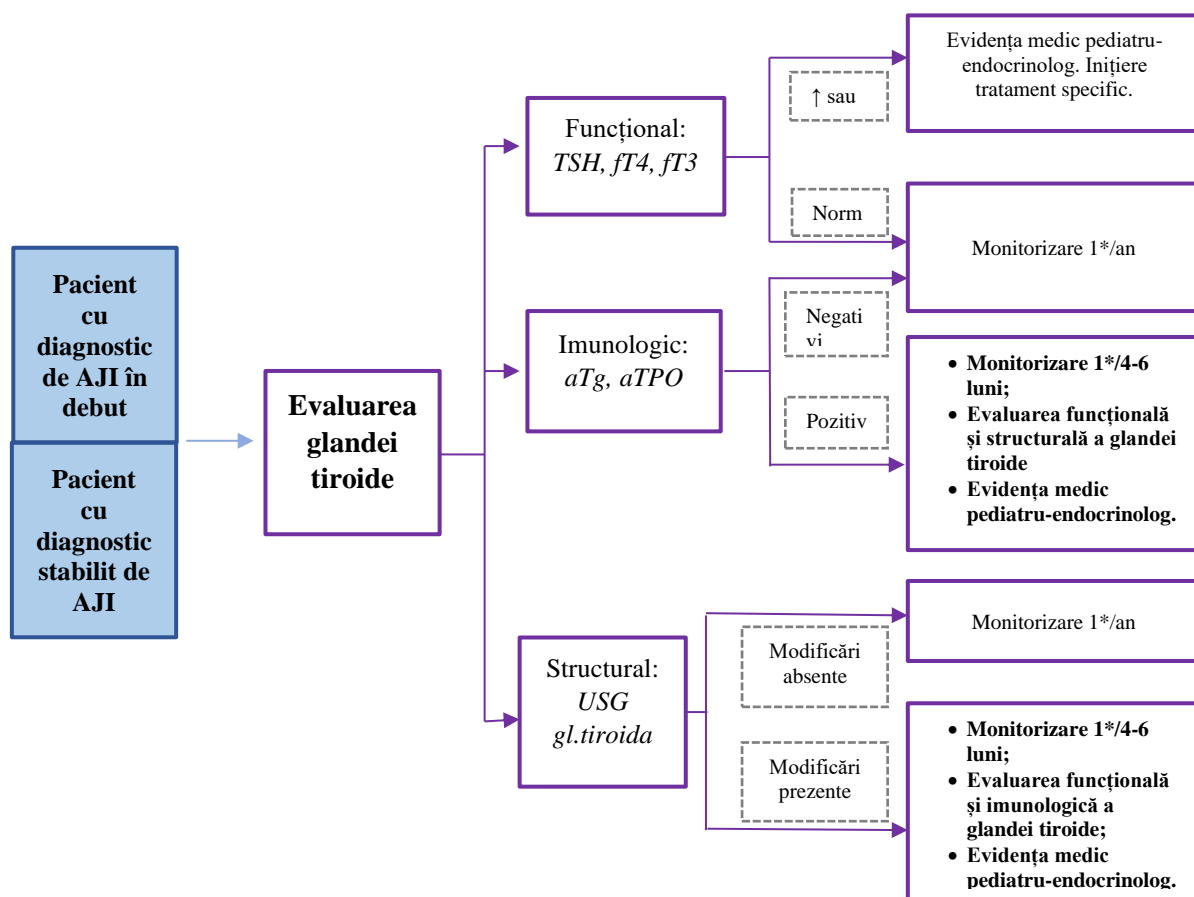 Pacient
cu
diagnostic
de AJI în
debut
Pacient
cu
diagnostic
stabilit de
AJI
Evaluarea
glandei
tiroide
Funcțional:
TSH, fT4, fT3
↑ sau
Norm
Evidența medic pediatru-
endocrinolog. Inițiere
tratament specific.
Monitorizare 1*/an
Imunologic:
aTg, aTPO
Negati
vi
Pozitiv
• Monitorizare 1*/4-6
luni;
• Evaluarea funcțională
și structurală a glandei
tiroide
• Evidența medic
pediatru-endocrinolog.
Structural:
USG
gl.tiroida
Modificări
absente
Modificări
prezente
Monitorizare 1*/an
• Monitorizare 1*/4-6
luni;
• Evaluarea funcțională
și imunologică a
glandei tiroide;
• Evidența medic
pediatru-endocrinolog.